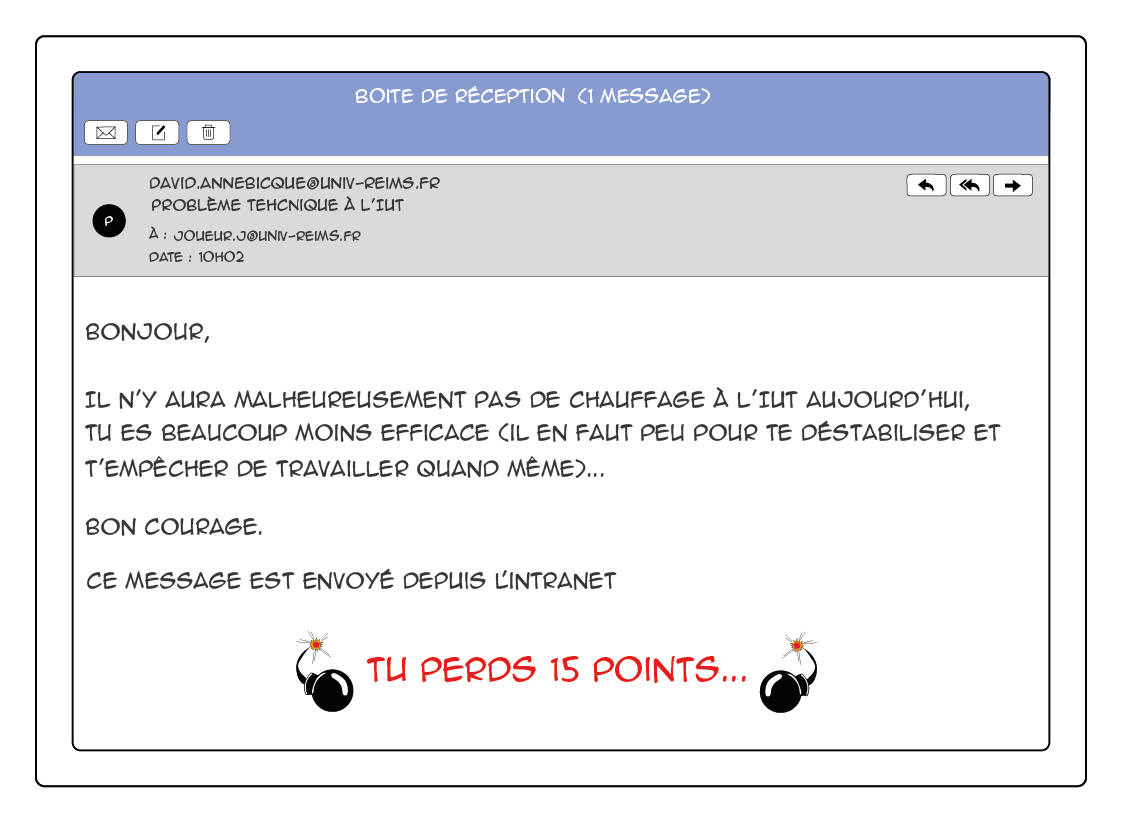 BOITE DE RÉCEPTION (1 MESSAGE)
DAVID.ANNEBICQUE@UNIV-REIMS.FR
PROBLÈME TEHCNIQUE À L'IUT
P
À : JOUEUR.J@UNIV-REIMS.FR
DATE : 10H02
BONJOUR,
IL N'Y AURA MALHEUREUSEMENT PAS DE CHAUFFAGE À L'IUT AUJOURD'HUI,
TU ES BEAUCOUP MOINS EFFICACE (IL EN FAUT PEU POUR TE DÉSTABILISER ET
T'EMPÊCHER DE TRAVAILLER QUAND MÊME)...
BON COURAGE.
CE MESSAGE EST ENVOYÉ DEPUIS L'INTRANET
TU PERDS 15 POINTS...